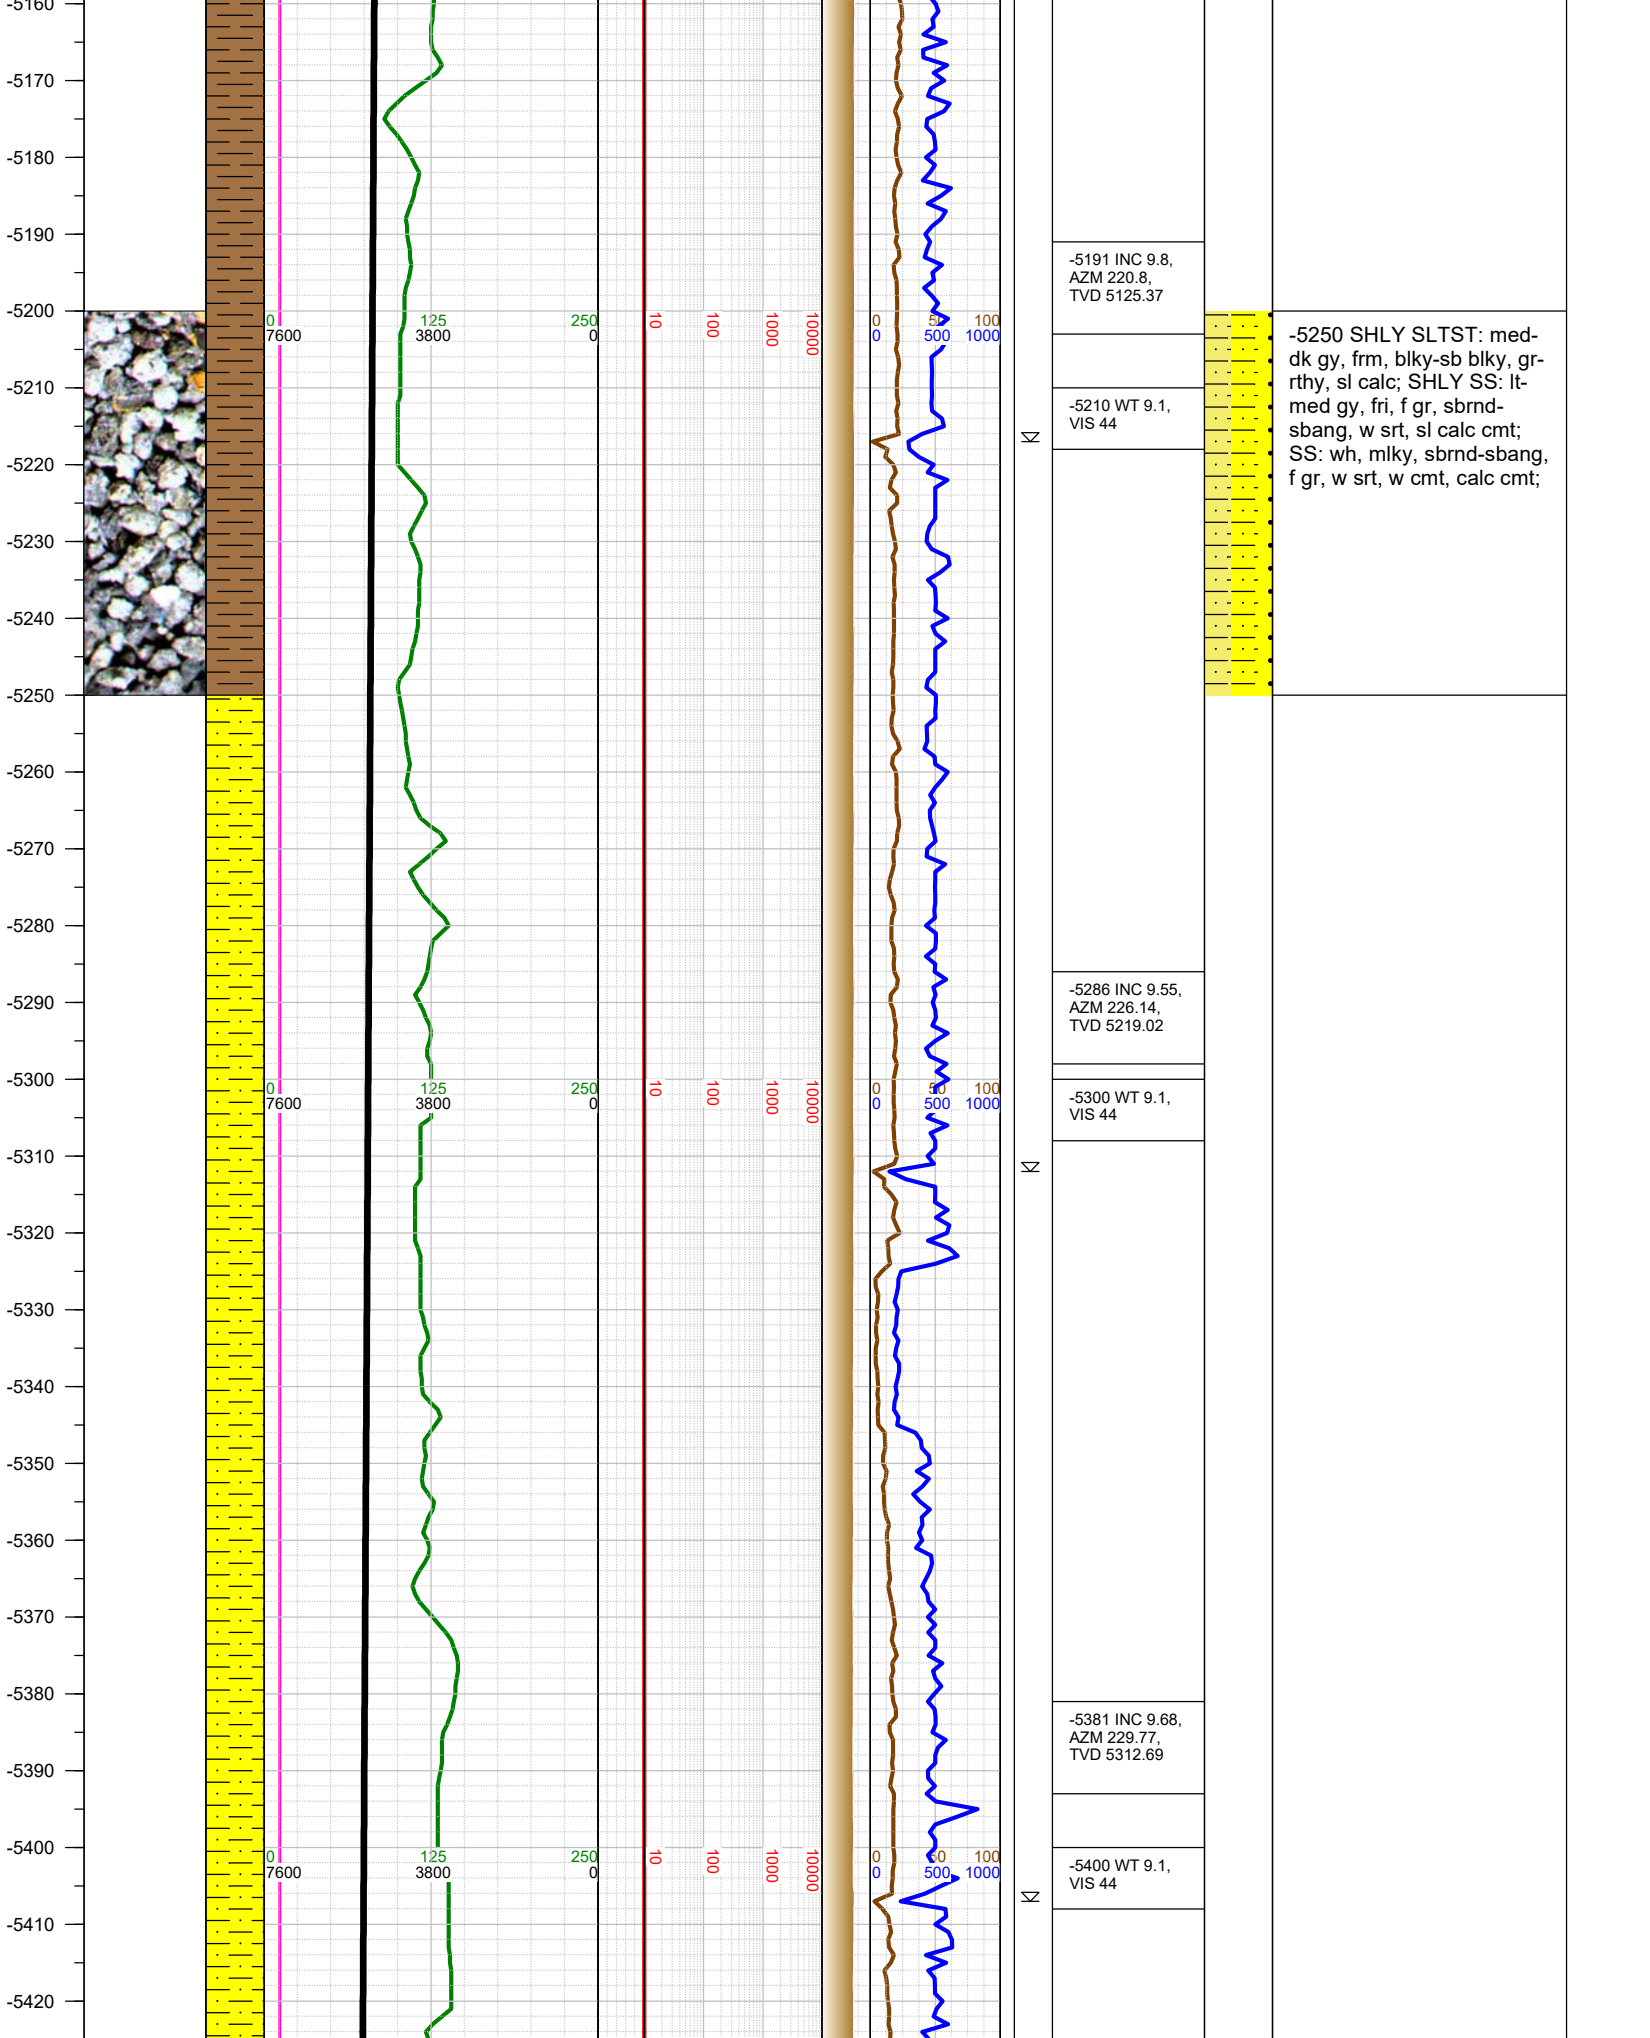 -5160
-5170
-5180
-5190
-5191 INC 9.8,
AZM 220.8,
TVD 5125.37
-5200
0 125 250
7600 3800 0
10 100 1000 10000
0 50 100
0 500 1000
-5250 SHLY SLTST: med-
dk gy, frm, blky-sb blky, gr-
rthy, sl calc; SHLY SS: lt-
med gy, fri, f gr, sbrnd-
sbang, w srt, sl calc cmt;
SS: wh, mlky, sbrnd-sbang,
f gr, w srt, w cmt, calc cmt;
-5210
-5210 WT 9.1,
VIS 44
-5220
-5230
-5240
-5250
-5260
-5270
-5280
-5290
-5286 INC 9.55,
AZM 226.14,
TVD 5219.02
-5300
0 125 250
7600 3800 0
10 100 1000 10000
0 50 100
0 500 1000
-5300 WT 9.1,
VIS 44
-5310
-5320
-5330
-5340
-5350
-5360
-5370
-5380
-5381 INC 9.68,
AZM 229.77,
TVD 5312.69
-5390
-5400
0 125 250
7600 3800 0
10 100 1000 10000
0 50 100
0 500 1000
-5400 WT 9.1,
VIS 44
-5410
-5420